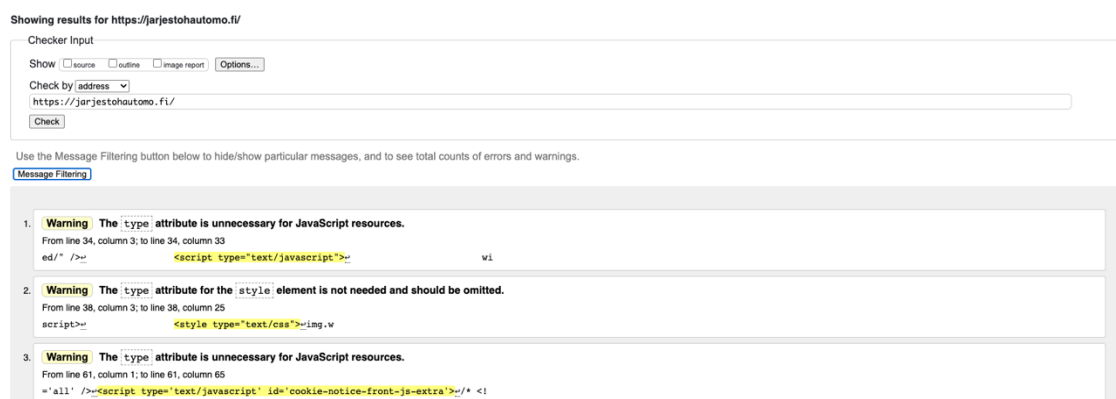 Showing results for https://jarjestohautomo.fi/
Checker Input
Show source outline image report Options...
Check by address
https://jarjestohautomo.fi/
Check
Use the Message Filtering button below to hide/show particular messages, and to see total counts of errors and warnings.
Message Filtering
1. Warning The type attribute is unnecessary for JavaScript resources.
From line 34, column 3; to line 34, column 33
ed/" />↩ <script type="text/javascript">↩ wi
2. Warning The type attribute for the style element is not needed and should be omitted.
From line 38, column 3; to line 38, column 25
script>↩ <style type="text/css">↩img.w
3. Warning The type attribute is unnecessary for JavaScript resources.
From line 61, column 1; to line 61, column 65
='all' />↩<script type='text/javascript' id='cookie-notice-front-js-extra'>↩/* <!